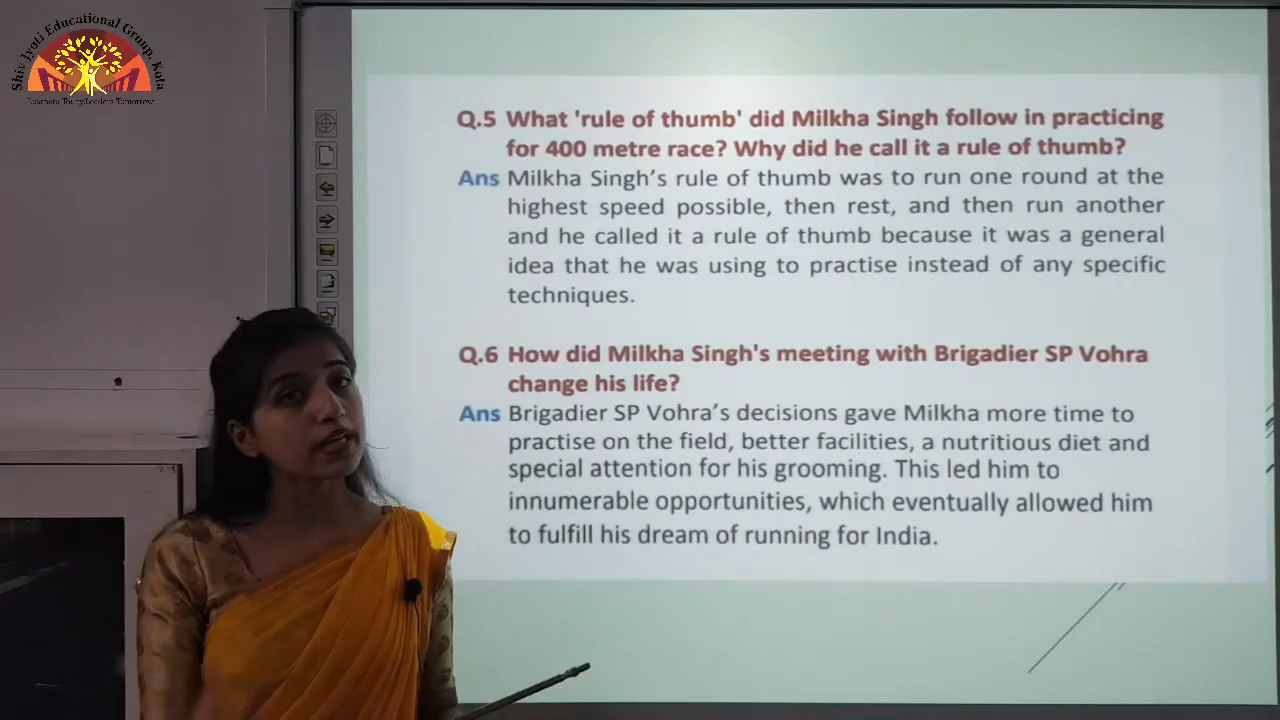 Shiv Jyoti Educational Group, Kota
Learners Today Leaders Tomorrow
Q.5 What 'rule of thumb' did Milkha Singh follow in practicing
for 400 metre race? Why did he call it a rule of thumb?
Ans Milkha Singh's rule of thumb was to run one round at the
highest speed possible, then rest, and then run another
and he called it a rule of thumb because it was a general
idea that he was using to practise instead of any specific
techniques.
Q.6 How did Milkha Singh's meeting with Brigadier SP Vohra
change his life?
Ans Brigadier SP Vohra's decisions gave Milkha more time to
practise on the field, better facilities, a nutritious diet and
special attention for his grooming. This led him to
innumerable opportunities, which eventually allowed him
to fulfill his dream of running for India.